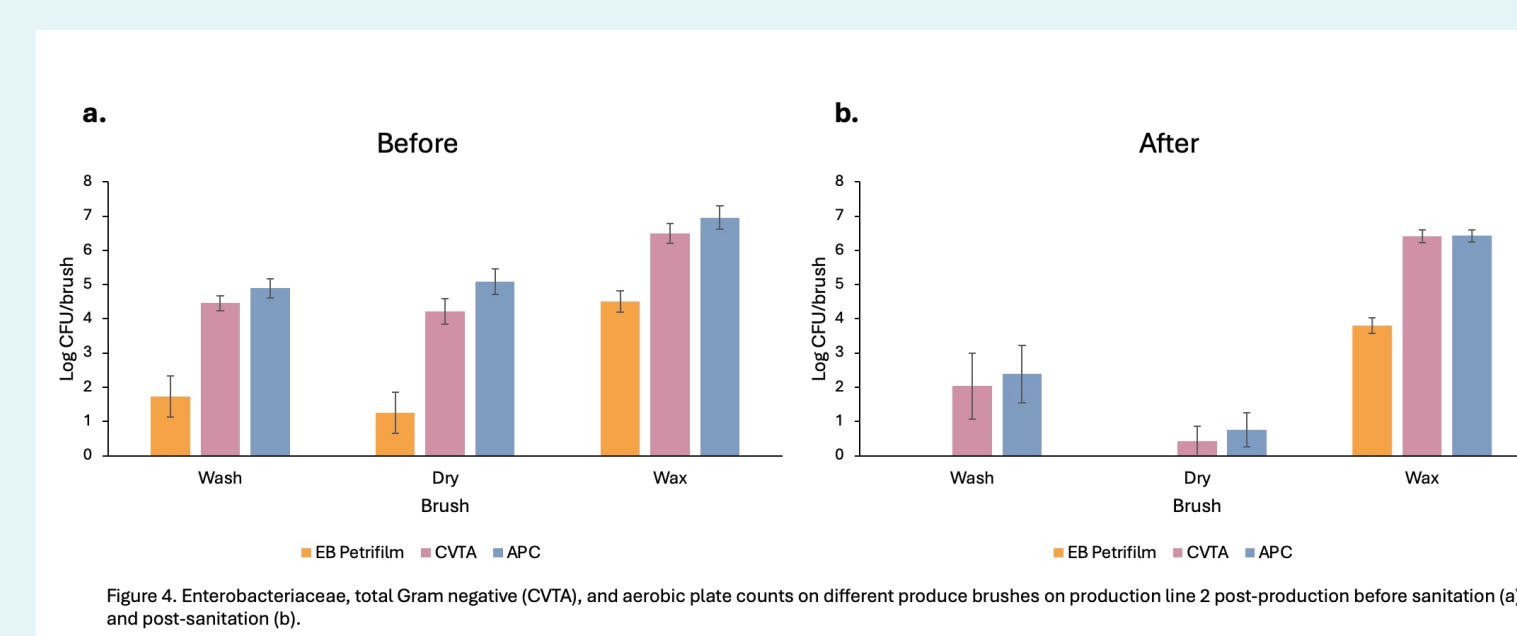 a.
Before
8
7
6
5
4
3
2
1
0
Log CFU/brush
Wash Dry Wax
Brush
EB Petrifilm CVTA APC
b.
After
8
7
6
5
4
3
2
1
0
Log CFU/brush
Wash Dry Wax
Brush
EB Petrifilm CVTA APC
Figure 4. Enterobacteriaceae, total Gram negative (CVTA), and aerobic plate counts on different produce brushes on production line 2 post-production before sanitation (a)
and post-sanitation (b).